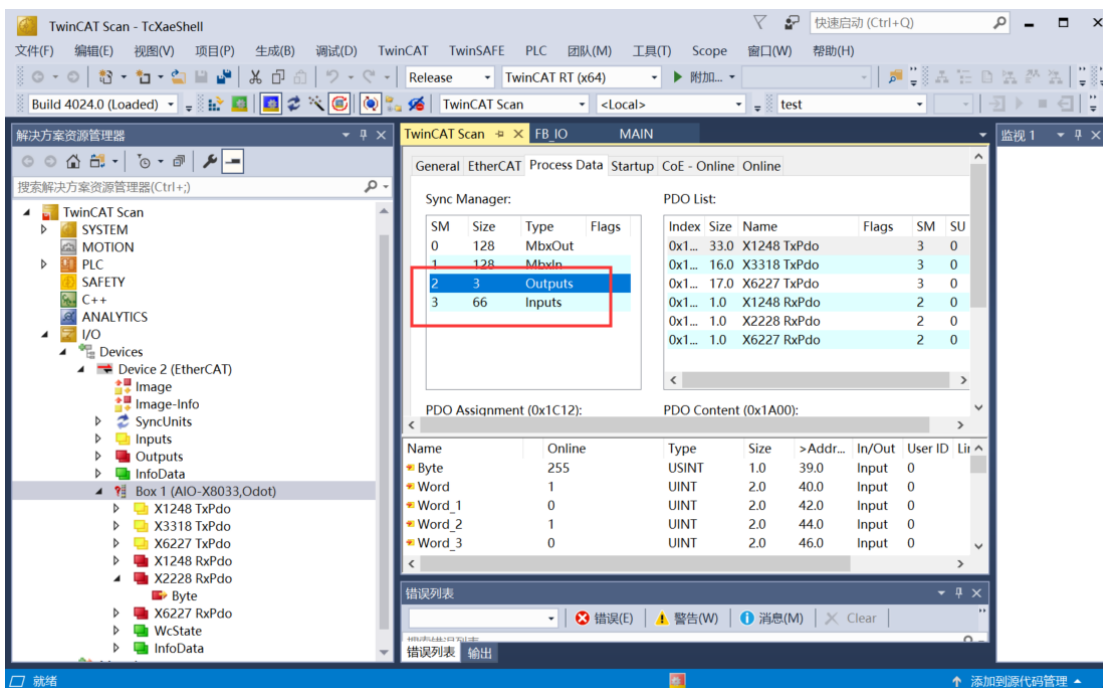 TwinCAT Scan - TcXaeShell
快速启动 (Ctrl+Q)
文件(F) 编辑(E) 视图(V) 项目(P) 生成(B) 调试(D) TwinCAT TwinSAFE PLC 团队(M) 工具(T) Scope 窗口(W) 帮助(H)
Release TwinCAT RT (x64) 附加...
Build 4024.0 (Loaded) TwinCAT Scan <Local> test
解决方案资源管理器
搜索解决方案资源管理器(Ctrl+;)
TwinCAT Scan
SYSTEM
MOTION
PLC
SAFETY
C++
ANALYTICS
I/O
Devices
Device 2 (EtherCAT)
Image
Image-Info
SyncUnits
Inputs
Outputs
InfoData
Box 1 (AIO-X8033,Odot)
X1248 TxPdo
X3318 TxPdo
X6227 TxPdo
X1248 RxPdo
X2228 RxPdo
Byte
X6227 RxPdo
WcState
InfoData
TwinCAT Scan FB_IO MAIN
General EtherCAT Process Data Startup CoE - Online Online
Sync Manager:
SM Size Type Flags
0 128 MbxOut
1 128 MbxIn
2 3 Outputs
3 66 Inputs
PDO List:
Index Size Name Flags SM SU
0x1... 33.0 X1248 TxPdo 3 0
0x1... 16.0 X3318 TxPdo 3 0
0x1... 17.0 X6227 TxPdo 3 0
0x1... 1.0 X1248 RxPdo 2 0
0x1... 1.0 X2228 RxPdo 2 0
0x1... 1.0 X6227 RxPdo 2 0
PDO Assignment (0x1C12):
PDO Content (0x1A00):
Name Online Type Size >Addr... In/Out User ID
Byte 255 USINT 1.0 39.0 Input 0
Word 1 UINT 2.0 40.0 Input 0
Word_1 0 UINT 2.0 42.0 Input 0
Word_2 1 UINT 2.0 44.0 Input 0
Word_3 0 UINT 2.0 46.0 Input 0
错误列表
错误(E) 警告(W) 消息(M) Clear
错误列表 输出
监视 1
就绪
添加到源代码管理